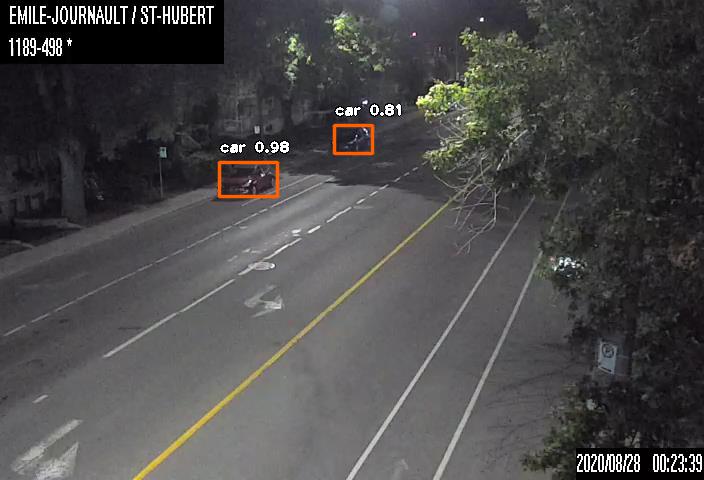 EMILE-JOURNAULT / ST-HUBERT
1189-498 *
car 0.81
car 0.98
2020/08/28 00:23:39